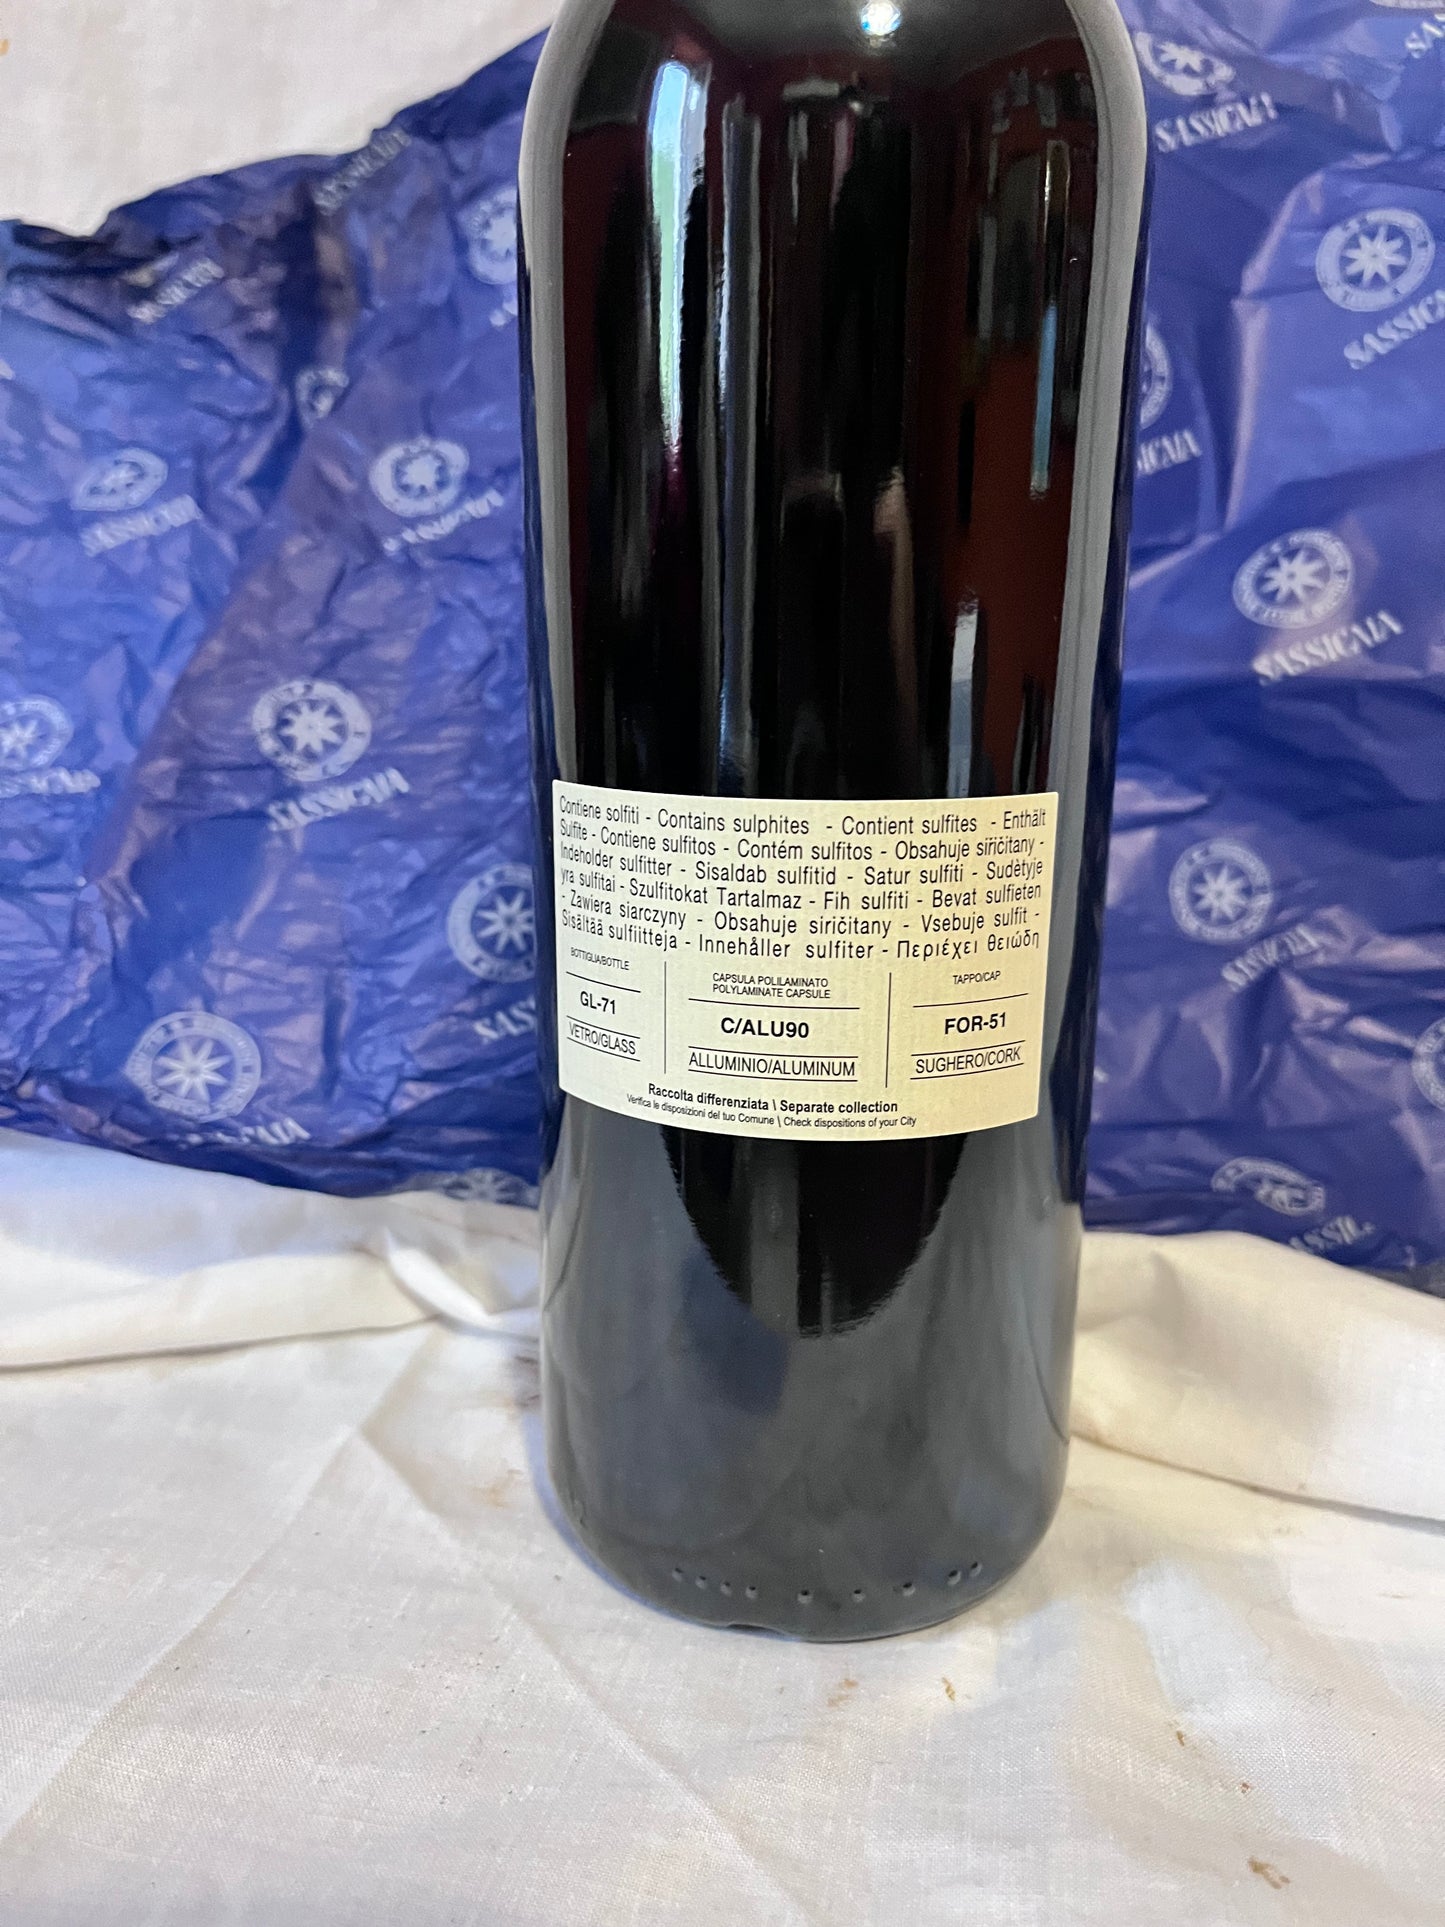 SASSICAIA
SASSICAIA
SASSICAIA
SASSICAIA
SASSICAIA
Contiene solfiti - Contains sulphites - Contient sulfites - Enthält
Sulfite - Contiene sulfitos - Contém sulfitos - Obsahuje siřičitany -
Indeholder sulfitter - Sisaldab sulfitid - Satur sulfiti - Sudètyje
yra sulfitai - Szulfitokat Tartalmaz - Fih sulfiti - Bevat sulfieten
- Zawiera siarczyny - Obsahuje siričitany - Vsebuje sulfit -
Sisältää sulfiitteja - Innehåller sulfiter - Περιέχει θειώδη
BOTTIGLIA/BOTTLE
GL-71
VETRO/GLASS
CAPSULA POLILAMINATO
POLYLAMINATE CAPSULE
C/ALU90
ALLUMINIO/ALUMINUM
TAPPO/CAP
FOR-51
SUGHERO/CORK
Raccolta differenziata \ Separate collection
Verifica le disposizioni del tuo Comune \ Check dispositions of your City